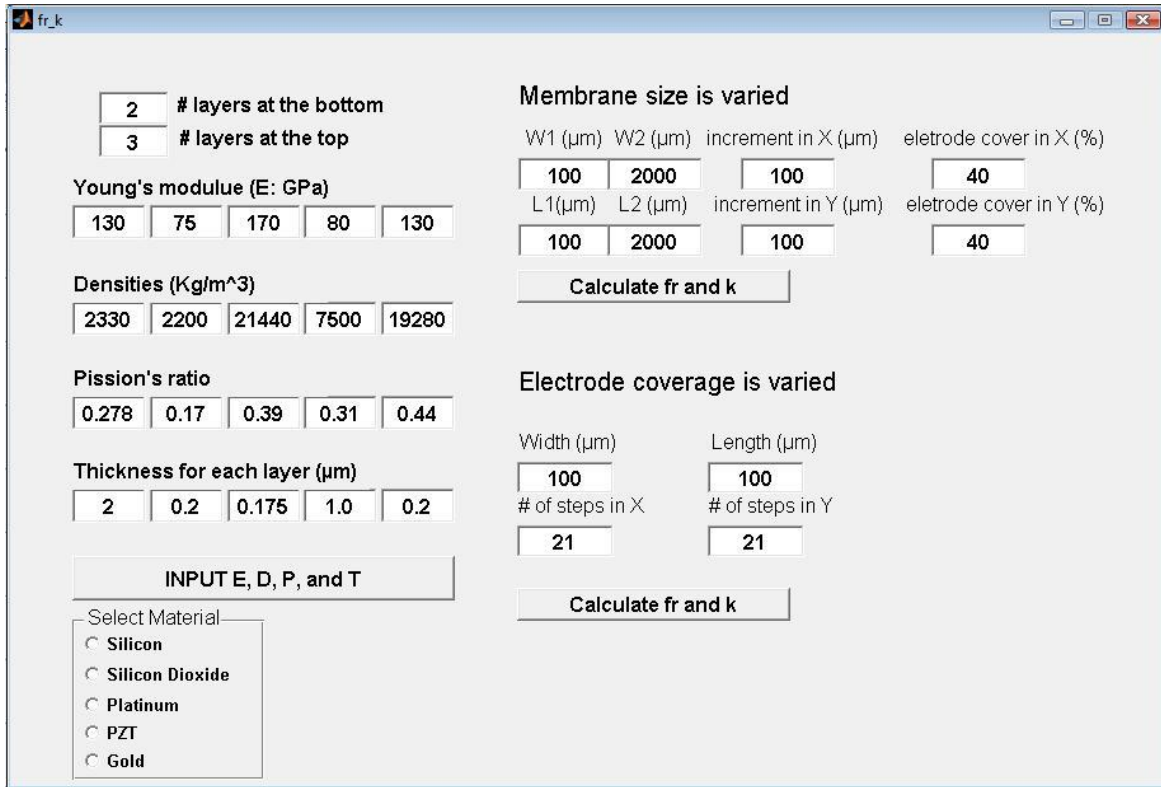 fr_k
2 # layers at the bottom
3 # layers at the top
Young's modulue (E: GPa)
130 75 170 80 130
Densities (Kg/m^3)
2330 2200 21440 7500 19280
Pission's ratio
0.278 0.17 0.39 0.31 0.44
Thickness for each layer (µm)
2 0.2 0.175 1.0 0.2
INPUT E, D, P, and T
Select Material
Silicon
Silicon Dioxide
Platinum
PZT
Gold
Membrane size is varied
W1 (µm) W2 (µm) increment in X (µm) eletrode cover in X (%)
100 2000 100 40
L1(µm) L2 (µm) increment in Y (µm) eletrode cover in Y (%)
100 2000 100 40
Calculate fr and k
Electrode coverage is varied
Width (µm) Length (µm)
100 100
# of steps in X # of steps in Y
21 21
Calculate fr and k